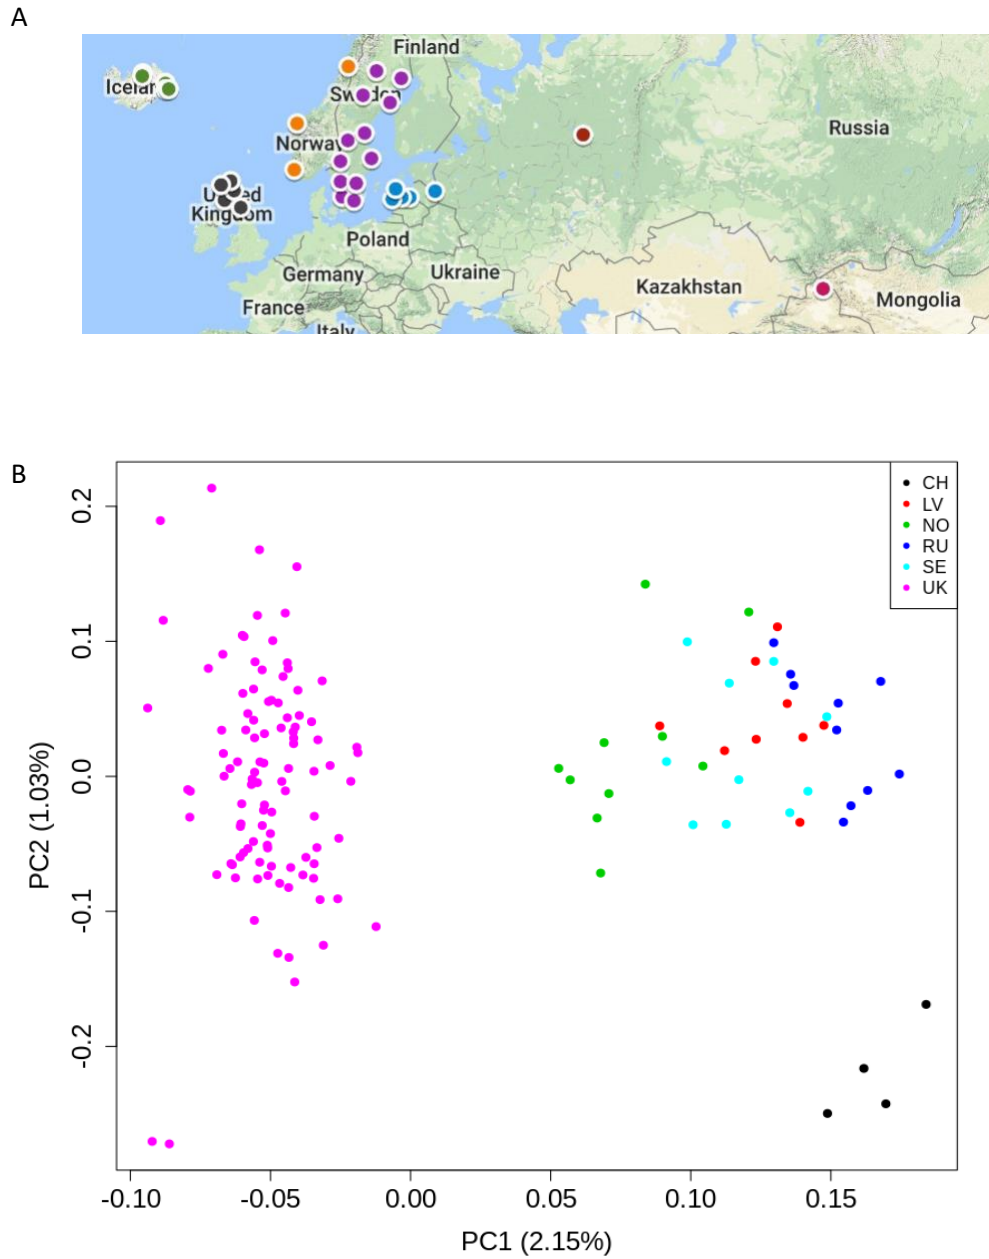 A
Finland
Sweden
Russia
Norway
United
Kingdom
Poland
Germany
Ukraine
Kazakhstan
Mongolia
France
Italy
B
CH
LV
NO
RU
SE
UK
0.2
0.1
0.0
-0.1
-0.2
PC2 (1.03%)
-0.10
-0.05
0.00
0.05
0.10
0.15
PC1 (2.15%)